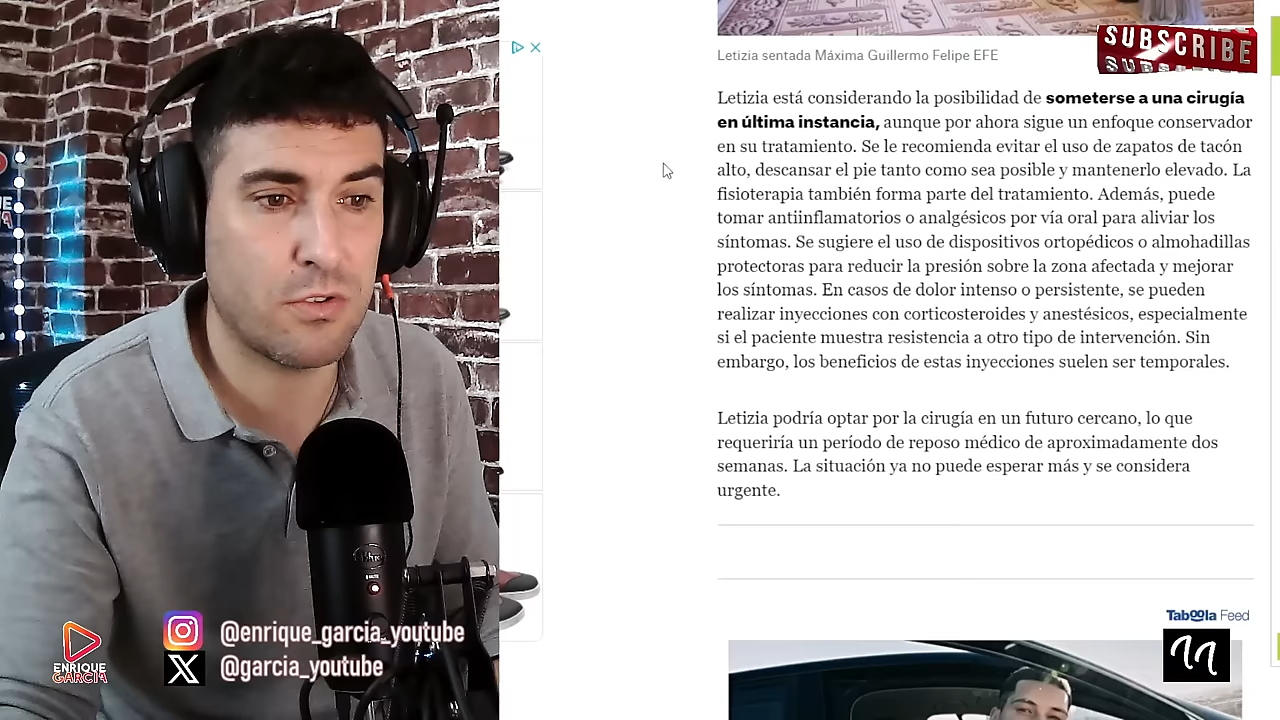 Letizia sentada Máxima Guillermo Felipe EFE
SUBSCRIBE
Letizia está considerando la posibilidad de someterse a una cirugía
en última instancia, aunque por ahora sigue un enfoque conservador
en su tratamiento. Se le recomienda evitar el uso de zapatos de tacón
alto, descansar el pie tanto como sea posible y mantenerlo elevado. La
fisioterapia también forma parte del tratamiento. Además, puede
tomar antiinflamatorios o analgésicos por vía oral para aliviar los
síntomas. Se sugiere el uso de dispositivos ortopédicos o almohadillas
protectoras para reducir la presión sobre la zona afectada y mejorar
los síntomas. En casos de dolor intenso o persistente, se pueden
realizar inyecciones con corticosteroides y anestésicos, especialmente
si el paciente muestra resistencia a otro tipo de intervención. Sin
embargo, los beneficios de estas inyecciones suelen ser temporales.
Letizia podría optar por la cirugía en un futuro cercano, lo que
requeriría un período de reposo médico de aproximadamente dos
semanas. La situación ya no puede esperar más y se considera
urgente.
Taboola Feed
ENRIQUE
GARCIA
@enrique_garcia_youtube
@garcia_youtube